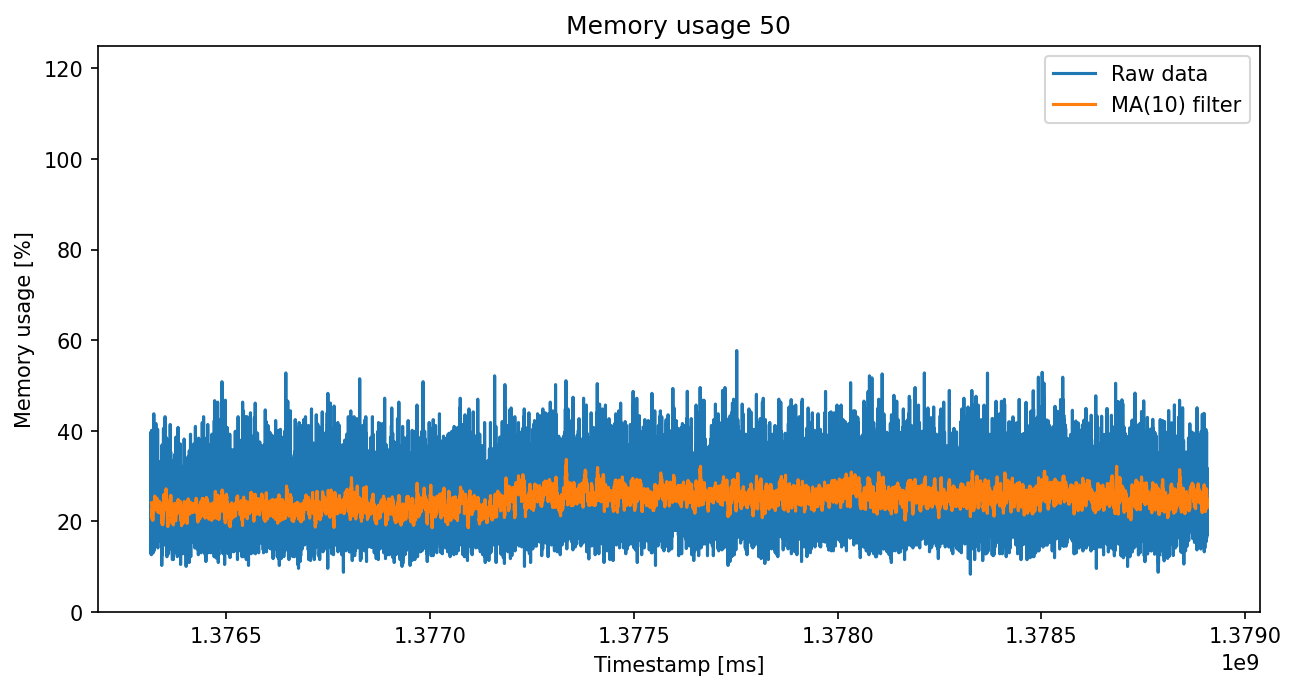 Memory usage 50
Raw data
MA(10) filter
Memory usage [%]
120
100
80
60
40
20
0
1.3765 1.3770 1.3775 1.3780 1.3785 1.3790
1e9
Timestamp [ms]